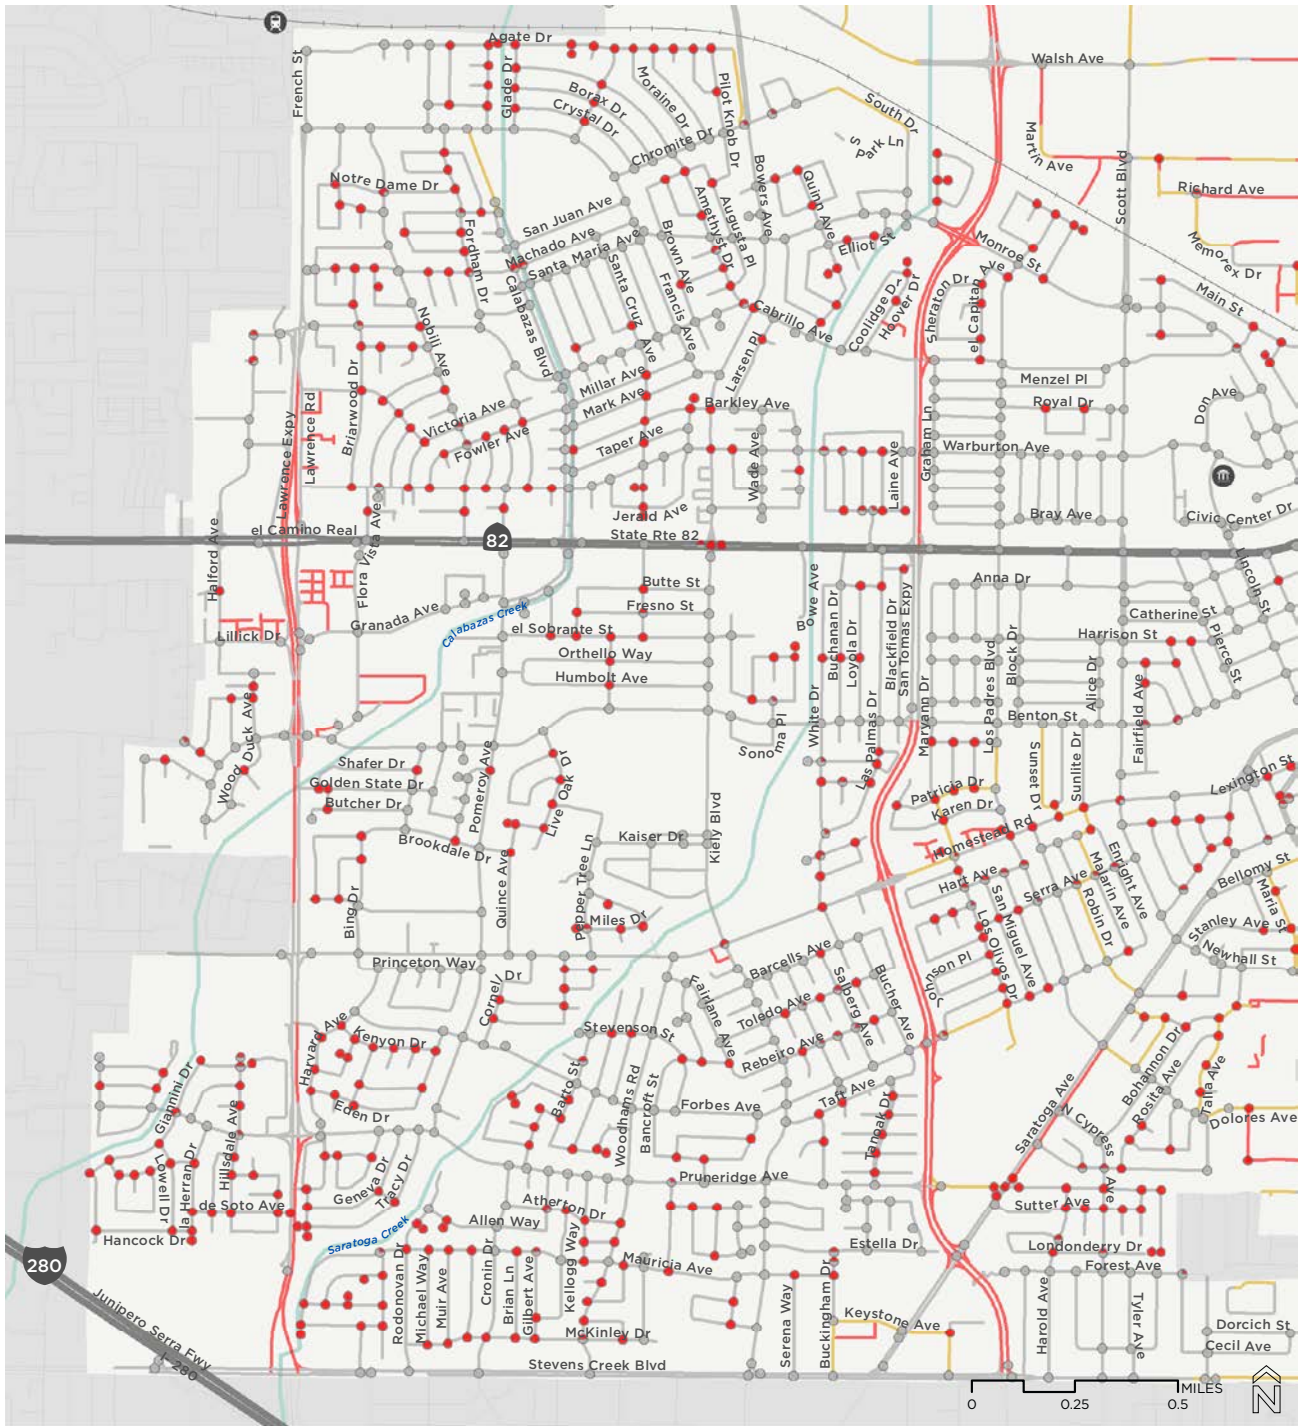 Agate Dr
French St
Glade Dr
Borax Dr
Crystal Dr
Moraine Dr
Pilot Knob Dr
Chromite Dr
South Dr
S Park Ln
Walsh Ave
Martin Ave
Scott Blvd
Richard Ave
Memorex Dr
Main St
Notre Dame Dr
San Juan Ave
Machado Ave
Santa Maria Ave
Fordham Dr
Calabazas Blvd
Santa Cruz Ave
Brown Ave
Francis Ave
Amethyst Dr
Augusta Pl
Bowers Ave
Quinn Ave
Elliot St
Monroe St
Cabrillo Ave
Coolidge Dr
Hoover Dr
Sheraton Dr
el Capitan Ave
Nobili Ave
Larsen Pl
Millar Ave
Mark Ave
Barkley Ave
Menzel Pl
Royal Dr
Don Ave
Briarwood Dr
Lawrence Rd
Lawrence Expy
Victoria Ave
Fowler Ave
Taper Ave
Wade Ave
Laine Ave
Graham Ln
Warburton Ave
Jerald Ave
Bray Ave
Civic Center Dr
el Camino Real
State Rte 82
82
Halford Ave
Flora Vista Ave
Granada Ave
Calabazas Creek
Butte St
Fresno St
el Sobrante St
Orthello Way
Humbolt Ave
Bowe Ave
Buchanan Dr
Loyola Dr
Blackfield Dr
San Tomas Expy
Anna Dr
Lincoln St
Catherine St
Harrison St
Pierce St
Lillick Dr
Los Padres Blvd
Block Dr
Alice Dr
Fairfield Ave
Maryann Dr
Benton St
Wood Duck Ave
Sonoma Pl
White Dr
Las Palmas Dr
Sunset Dr
Sunlite Dr
Shafer Dr
Golden State Dr
Butcher Dr
Pomeroy Ave
Live Oak Dr
Patricia Dr
Karen Dr
Lexington St
Brookdale Dr
Kaiser Dr
Kiely Blvd
Homestead Rd
Bellomy St
Quince Ave
Pepper Tree Ln
Hart Ave
Serra Ave
Enright Ave
Maria St
Bing Dr
Miles Dr
San Miguel Ave
Los Olivos Dr
Robin Dr
Stanley Ave
Newhall St
Princeton Way
Barcells Ave
Johnson Pl
Cornell Dr
Fairlane Ave
Toledo Ave
Salberg Ave
Bucher Ave
Harvard Ave
Kenyon Dr
Stevenson St
Rebeiro Ave
Bohannon Dr
Rosita Ave
Talia Ave
Giannini Dr
Eden Dr
Barto St
Woodhams Rd
Bancroft St
Forbes Ave
Taft Ave
Tanoak Dr
Saratoga Ave
N Cypress Ave
Dolores Ave
Lowell Dr
la Herran Dr
Hillsdale Ave
Geneva Dr
Tracy Dr
Pruneridge Ave
de Soto Ave
Atherton Dr
Sutter Ave
Hancock Dr
Saratoga Creek
Allen Way
Kellogg Way
Estella Dr
Londonderry Dr
Forest Ave
280
Mauricia Ave
Rodonovan Dr
Michael Way
Muir Ave
Cronin Dr
Brian Ln
Gilbert Ave
Serena Way
Buckingham Dr
Keystone Ave
Harold Ave
Tyler Ave
Dorcich St
Cecil Ave
McKinley Dr
Junipero Serra Fwy
I-280
Stevens Creek Blvd
MILES
0 0.25 0.5
N